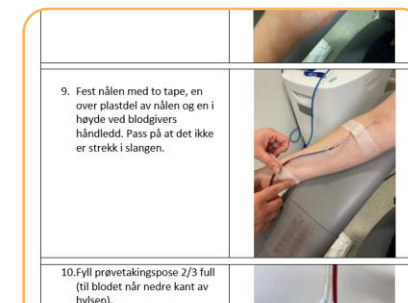 9. Fest nålen med to tape, en
over plastdel av nålen og en i
høyde ved blodgivers
håndledd. Pass på at det ikke
er strekk i slangen.
10.Fyll prøvetakingspose 2/3 full
(til blodet når nedre kant av
hylsen).